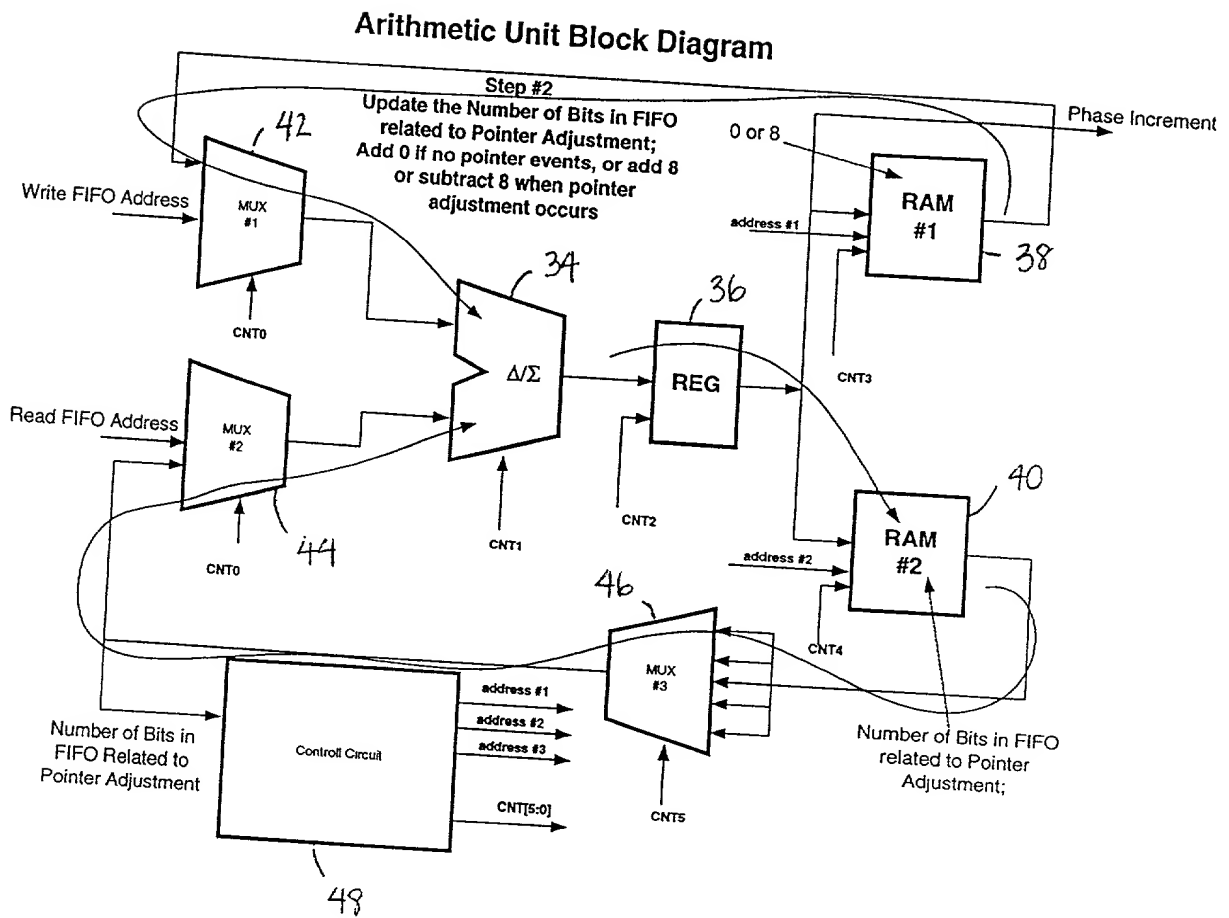 Arithmetic Unit Block Diagram
Step #2
Update the Number of Bits in FIFO
related to Pointer Adjustment;
Add 0 if no pointer events, or add 8
or subtract 8 when pointer
adjustment occurs
Phase Increment
0 or 8
42
MUX
#1
Write FIFO Address
CNT0
RAM
#1
address #1
38
CNT3
34
Δ/Σ
CNT1
36
REG
CNT2
Read FIFO Address
MUX
#2
CNT0
44
40
RAM
#2
address #2
CNT4
46
MUX
#3
CNT5
Number of Bits in
FIFO Related to
Pointer Adjustment
Controll Circuit
address #1
address #2
address #3
CNT[5:0]
48
Number of Bits in FIFO
related to Pointer
Adjustment;